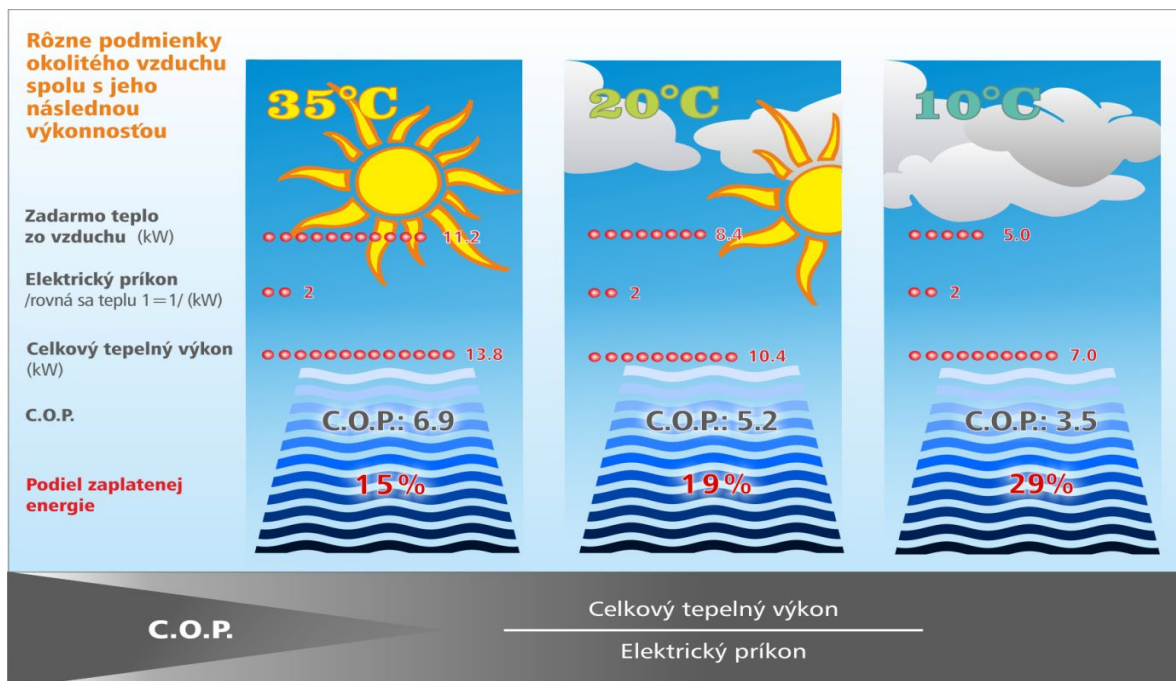 Rôzne podmienky
okolitého vzduchu
spolu s jeho
následnou
výkonnosťou
35°C
20°C
10°C
Zadarmo teplo
zo vzduchu (kW)
11.2
8.4
5.0
Elektrický príkon
/rovná sa teplu 1=1/ (kW)
2
2
2
Celkový tepelný výkon
(kW)
13.8
10.4
7.0
C.O.P.
C.O.P.: 6.9
C.O.P.: 5.2
C.O.P.: 3.5
Podiel zaplatenej
energie
15%
19%
29%
C.O.P.
Celkový tepelný výkon
Elektrický príkon